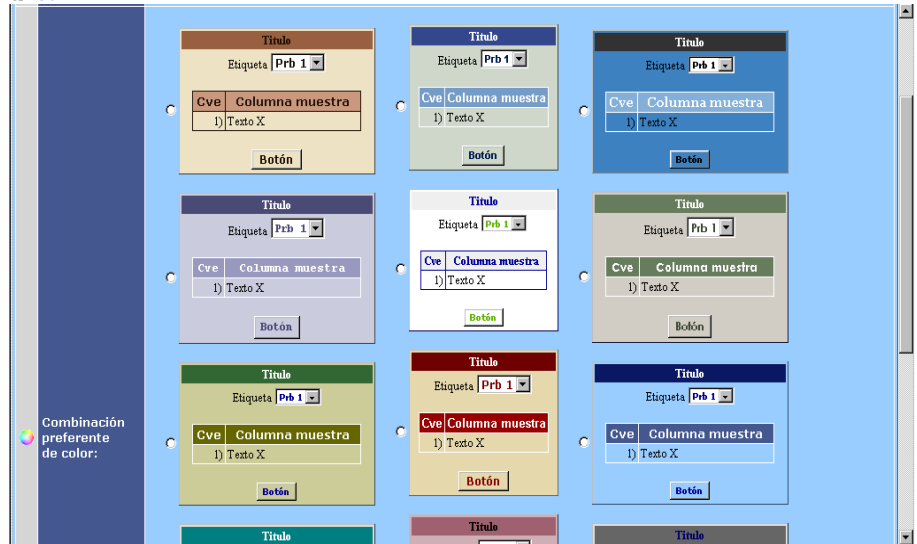 Titulo
Etiqueta Prb 1
Cve Columna muestra
1) Texto X
Botón
Titulo
Etiqueta Prb 1
Cve Columna muestra
1) Texto X
Botón
Titulo
Etiqueta Prb 1
Cve Columna muestra
1) Texto X
Botón
Titulo
Etiqueta Prb 1
Cve Columna muestra
1) Texto X
Botón
Titulo
Etiqueta Prb 1
Cve Columna muestra
1) Texto X
Botón
Titulo
Etiqueta Prb 1
Cve Columna muestra
1) Texto X
Botón
Combinación
preferente
de color:
Titulo
Etiqueta Prb 1
Cve Columna muestra
1) Texto X
Botón
Titulo
Etiqueta Prb 1
Cve Columna muestra
1) Texto X
Botón
Titulo
Etiqueta Prb 1
Cve Columna muestra
1) Texto X
Botón
Titulo
Titulo
Titulo